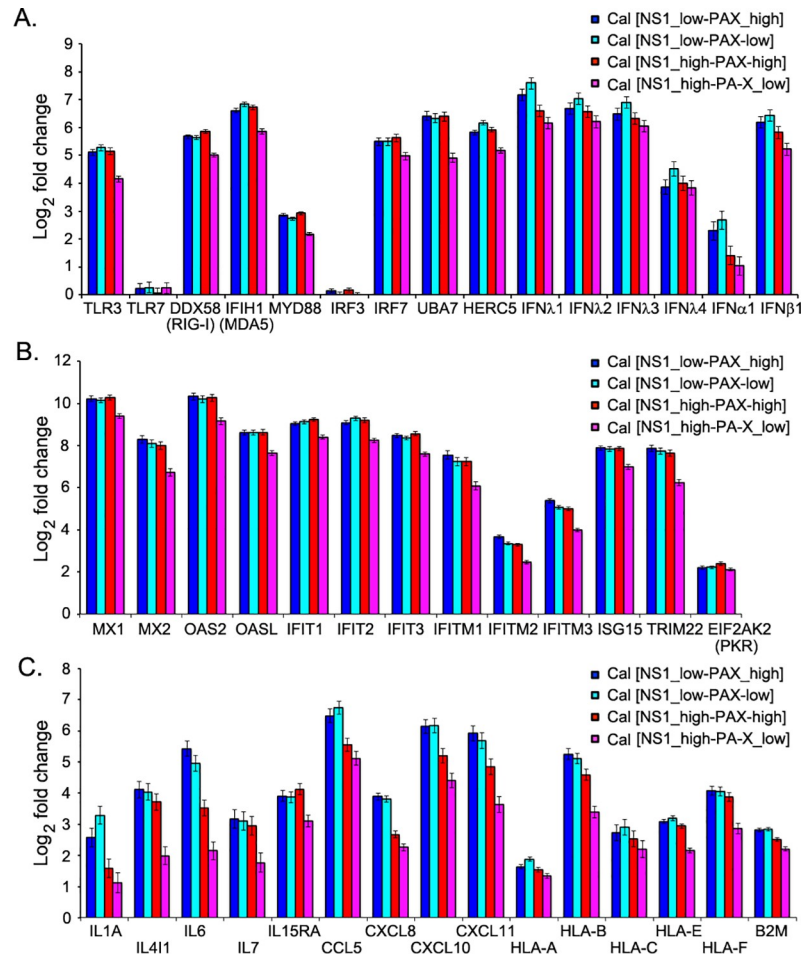 A.
Cal [NS1_low-PAX_high]
Cal [NS1_low-PAX-low]
Cal [NS1_high-PAX-high]
Cal [NS1_high-PA-X_low]
Log2 fold change
9
8
7
6
5
4
3
2
1
0
TLR3 TLR7 DDX58 IFIH1 MYD88 IRF3 IRF7 UBA7 HERC5 IFNλ1 IFNλ2 IFNλ3 IFNλ4 IFNα1 IFNβ1
(RIG-I) (MDA5)
B.
Cal [NS1_low-PAX_high]
Cal [NS1_low-PAX-low]
Cal [NS1_high-PAX-high]
Cal [NS1_high-PA-X_low]
Log2 fold change
12
10
8
6
4
2
0
MX1 MX2 OAS2 OASL IFIT1 IFIT2 IFIT3 IFITM1 IFITM2 IFITM3 ISG15 TRIM22 EIF2AK2
(PKR)
C.
Cal [NS1_low-PAX_high]
Cal [NS1_low-PAX-low]
Cal [NS1_high-PAX-high]
Cal [NS1_high-PA-X_low]
Log2 fold change
8
7
6
5
4
3
2
1
0
IL1A IL6 IL15RA CXCL8 CXCL11 HLA-B HLA-E B2M
IL4I1 IL7 CCL5 CXCL10 HLA-A HLA-C HLA-F